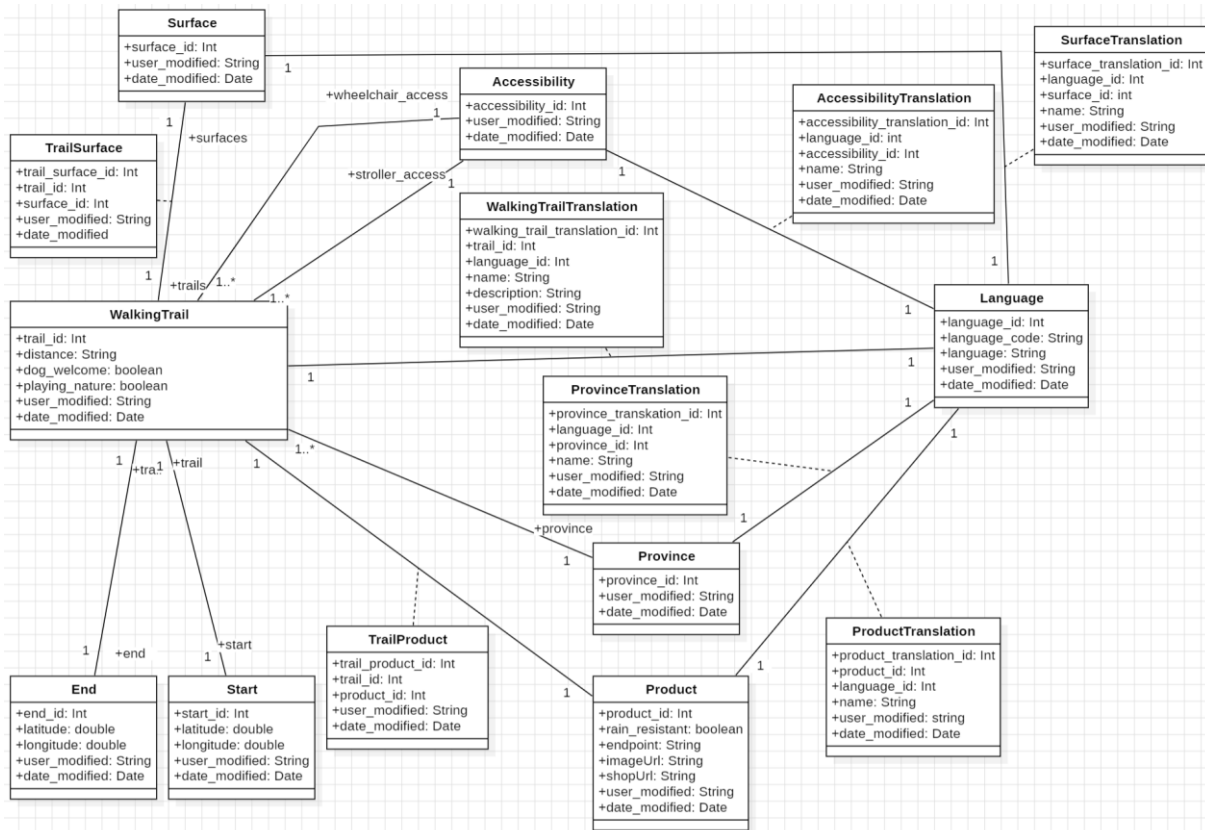 Surface
+surface_id: Int
+user_modified: String
+date_modified: Date
1
1
+surfaces
TrailSurface
+trail_surface_id: Int
+trail_id: Int
+surface_id: Int
+user_modified: String
+date_modified
1
+trails
+wheelchair_access
1
1..*
+stroller_access
1
1..*
Accessibility
+accessibility_id: Int
+user_modified: String
+date_modified: Date
1
AccessibilityTranslation
+accessibility_translation_id: Int
+language_id: int
+accessibility_id: Int
+name: String
+user_modified: String
+date_modified: Date
SurfaceTranslation
+surface_translation_id: Int
+language_id: Int
+surface_id: int
+name: String
+user_modified: String
+date_modified: Date
WalkingTrailTranslation
+walking_trail_translation_id: Int
+trail_id: Int
+language_id: Int
+name: String
+description: String
+user_modified: String
+date_modified: Date
1
1
Language
+language_id: Int
+language_code: String
+language: String
+user_modified: String
+date_modified: Date
1
1
1
WalkingTrail
+trail_id: Int
+distance: String
+dog_welcome: boolean
+playing_nature: boolean
+user_modified: String
+date_modified: Date
1
1..*
1
+tra..
1
+trail
1
ProvinceTranslation
+province_transkation_id: Int
+language_id: Int
+province_id: Int
+name: String
+user_modified: String
+date_modified: Date
1
+province
1
Province
+province_id: Int
+user_modified: String
+date_modified: Date
1
+end
1
+start
End
+end_id: Int
+latitude: double
+longitude: double
+user_modified: String
+date_modified: Date
Start
+start_id: Int
+latitude: double
+longitude: double
+user_modified: String
+date_modified: Date
TrailProduct
+trail_product_id: Int
+trail_id: Int
+product_id: Int
+user_modified: String
+date_modified: Date
1
1
Product
+product_id: Int
+rain_resistant: boolean
+endpoint: String
+imageUrl: String
+shopUrl: String
+user_modified: String
+date_modified: Date
ProductTranslation
+product_translation_id: Int
+product_id: Int
+language_id: Int
+name: String
+user_modified: string
+date_modified: Date